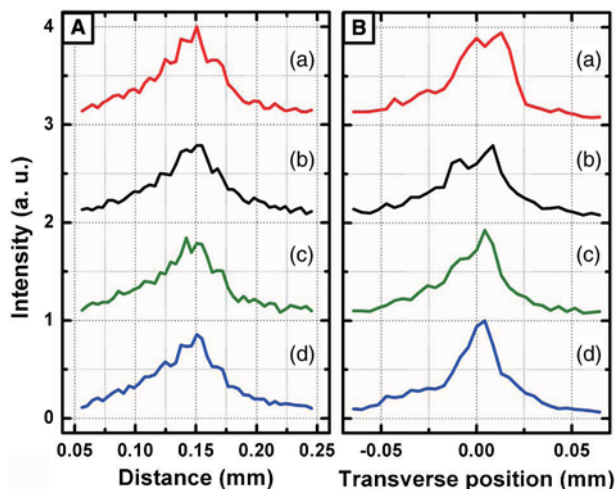 A
B
(a)
(b)
(c)
(d)
(a)
(b)
(c)
(d)
Intensity (a. u.)
4
3
2
1
0
0.05 0.10 0.15 0.20 0.25
-0.05 0.00 0.05
Distance (mm)
Transverse position (mm)